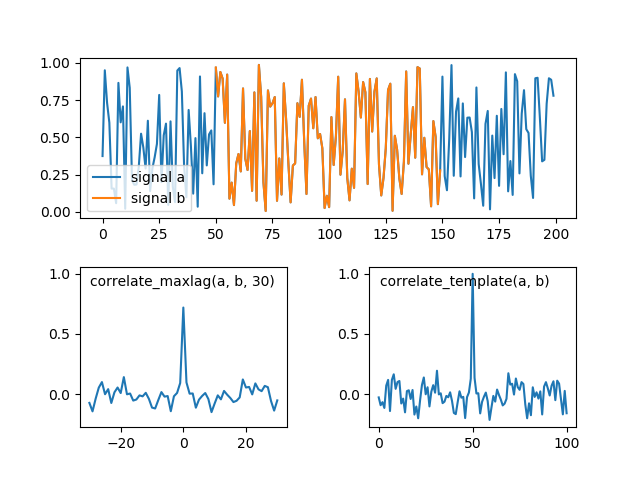 1.00
0.75
0.50
0.25
0.00
signal a
signal b
0 25 50 75 100 125 150 175 200
correlate_maxlag(a, b, 30)
1.0
0.5
0.0
−20 0 20
correlate_template(a, b)
1.0
0.5
0.0
0 50 100